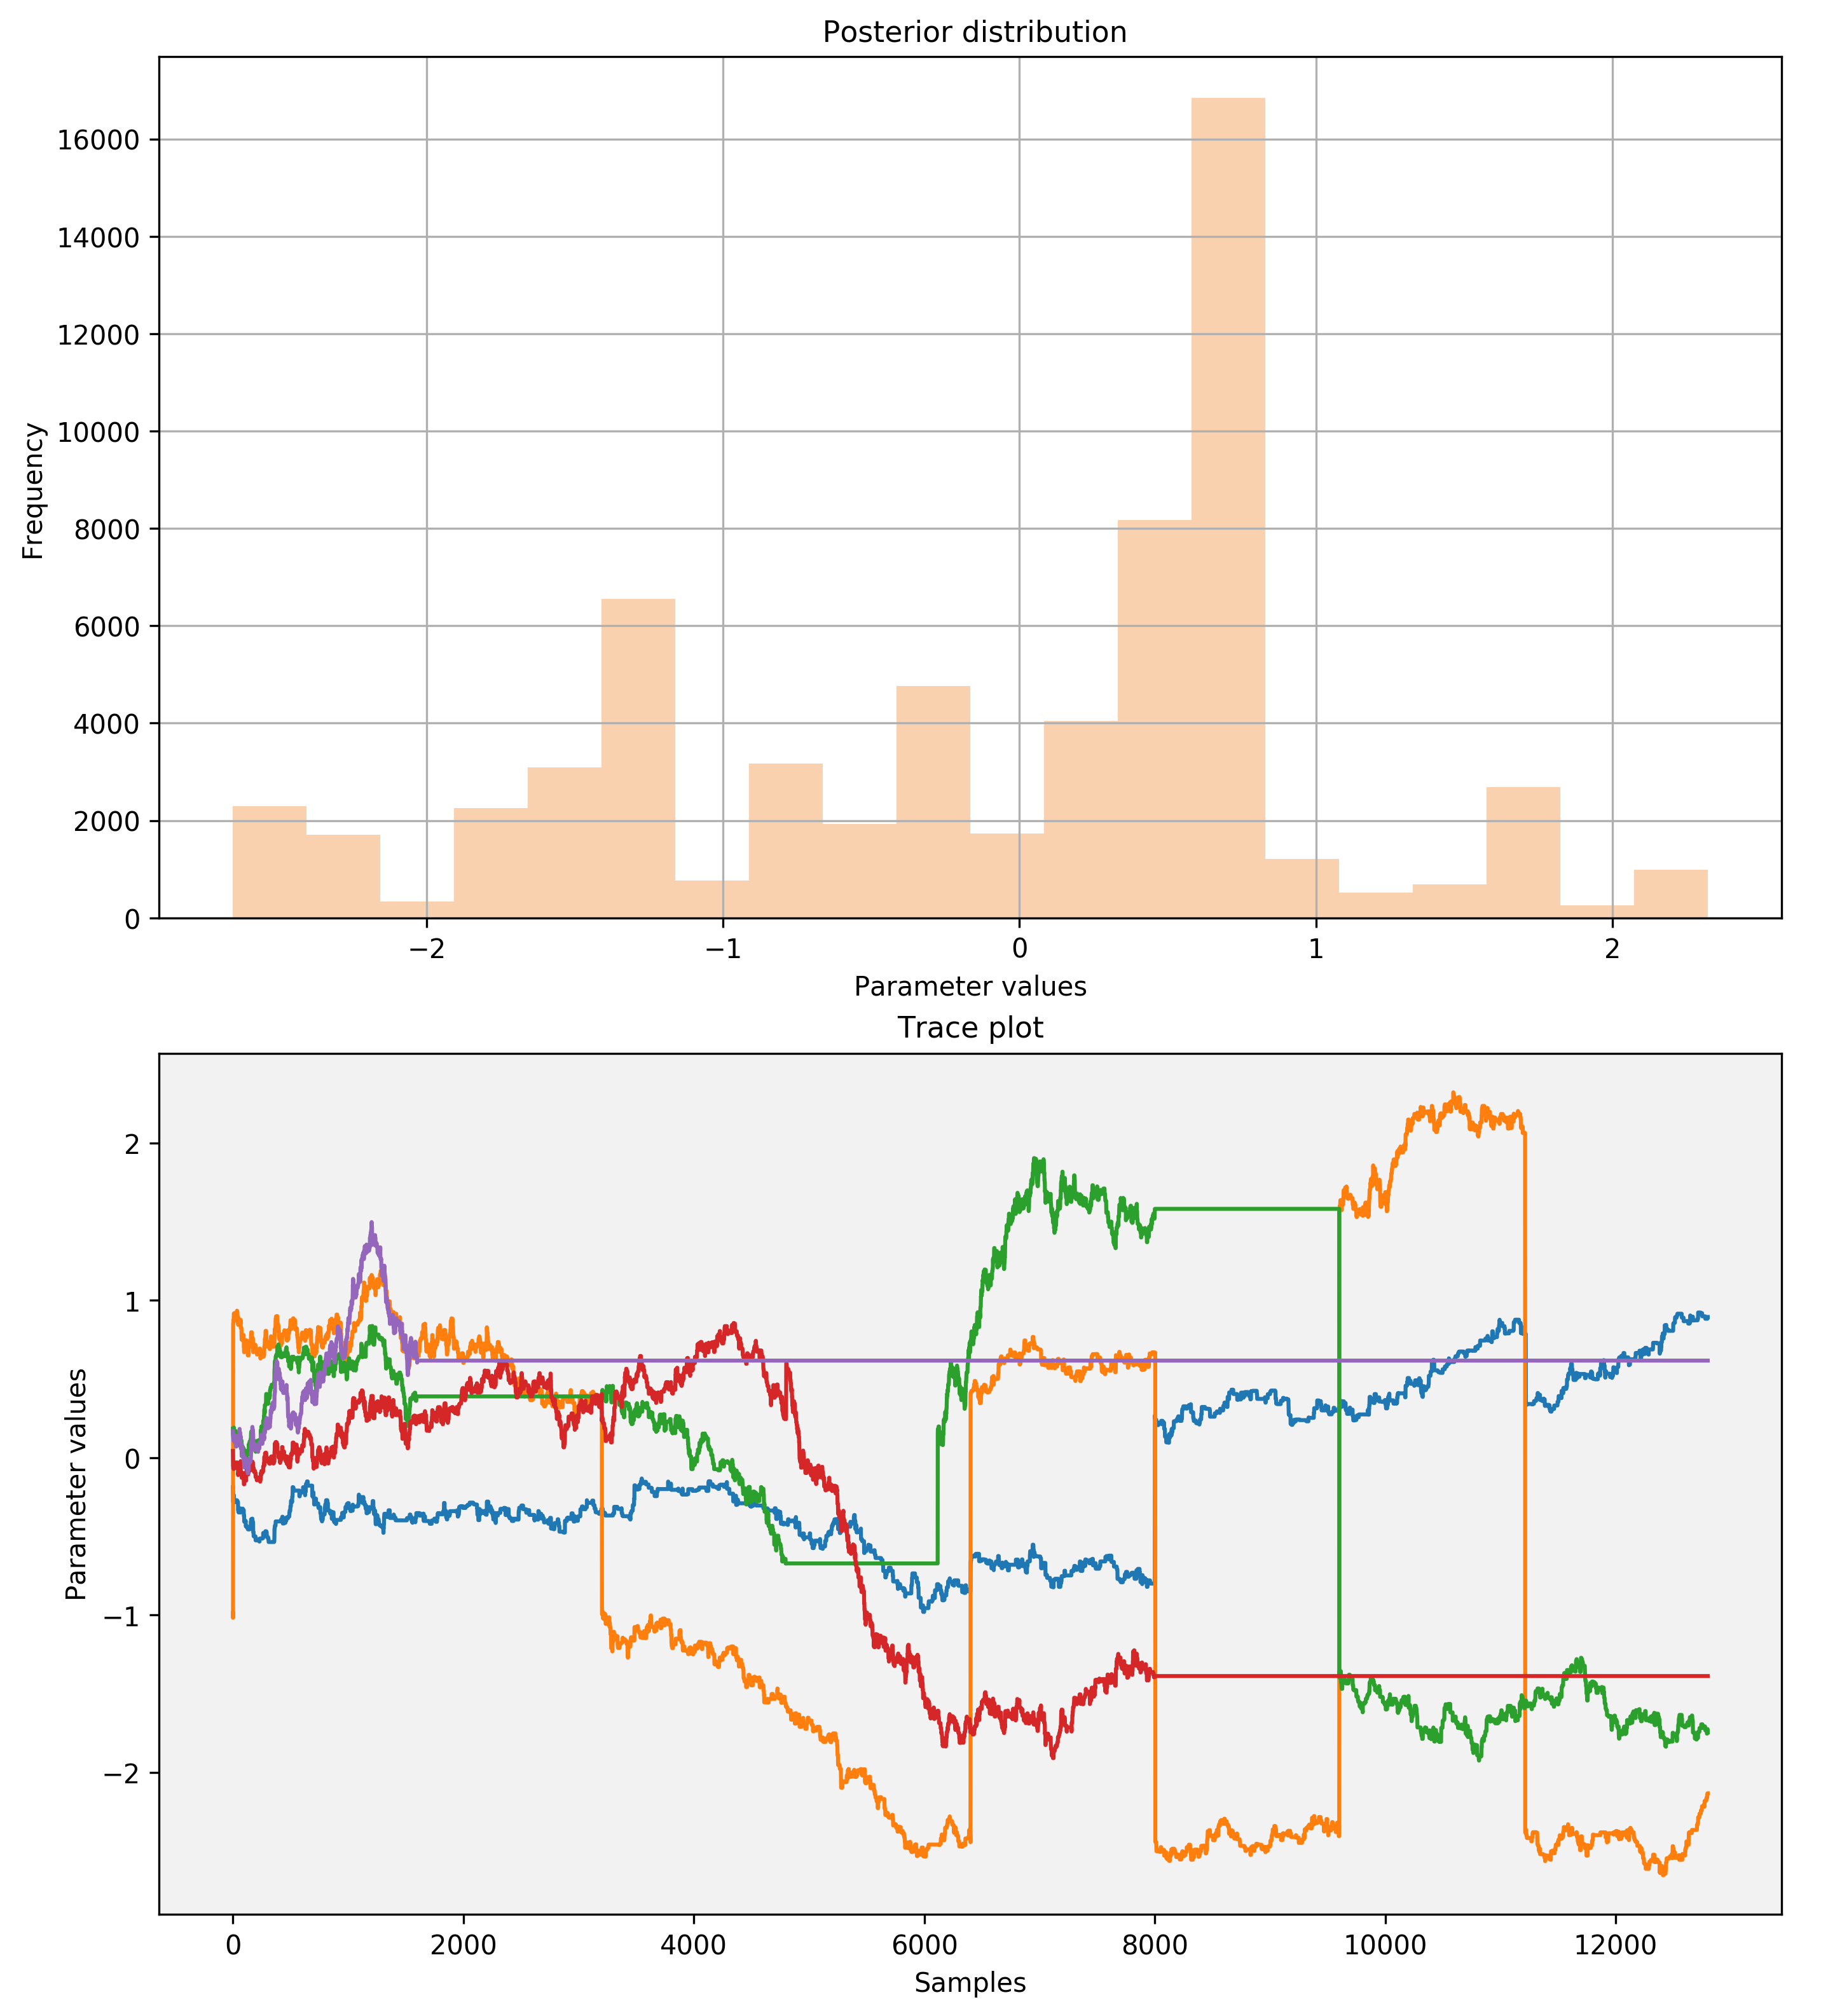 Posterior distribution
Frequency
16000
14000
12000
10000
8000
6000
4000
2000
0
−2 −1 0 1 2
Parameter values
Trace plot
Parameter values
2
1
0
−1
−2
0 2000 4000 6000 8000 10000 12000
Samples